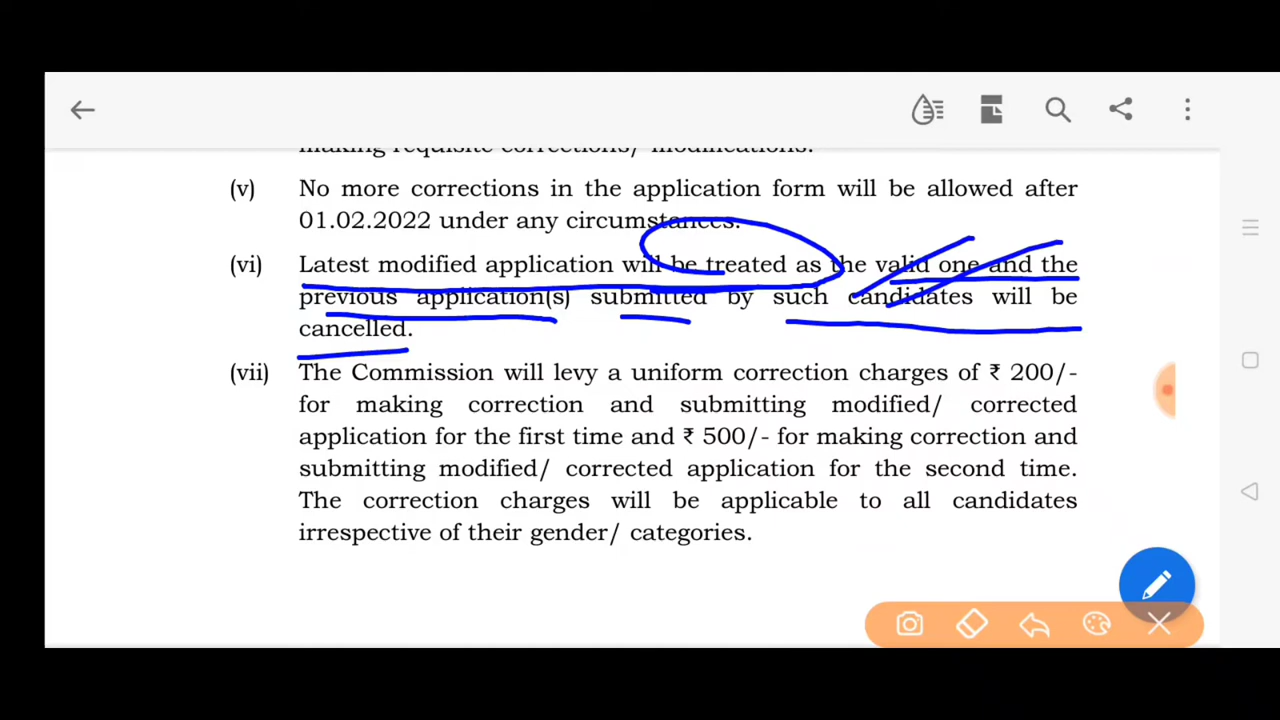 making requisite corrections/ modifications.
(v) No more corrections in the application form will be allowed after
01.02.2022 under any circumstances.
(vi) Latest modified application will be treated as the valid one and the
previous application(s) submitted by such candidates will be
cancelled.
(vii) The Commission will levy a uniform correction charges of ₹ 200/-
for making correction and submitting modified/ corrected
application for the first time and ₹ 500/- for making correction and
submitting modified/ corrected application for the second time.
The correction charges will be applicable to all candidates
irrespective of their gender/ categories.